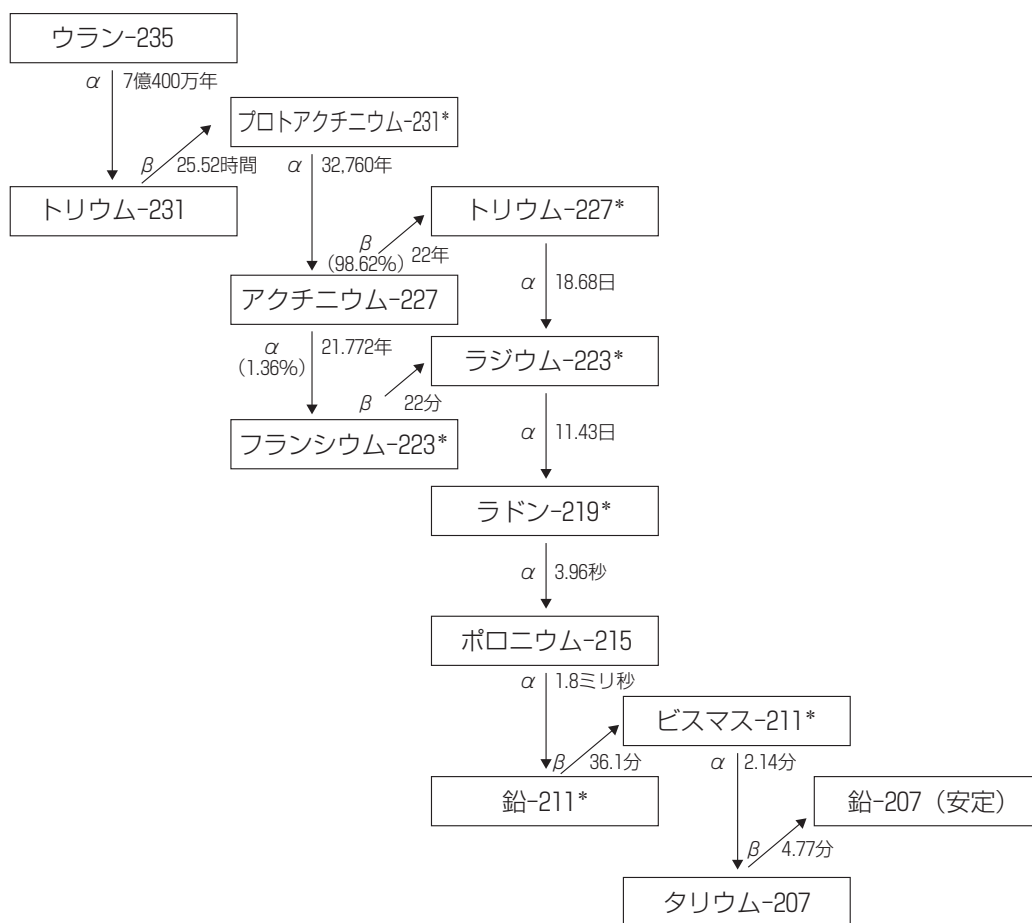 ウラン-235
α 7億400万年
プロトアクチニウム-231*
β 25.52時間
α 32,760年
トリウム-231
トリウム-227*
β
(98.62%) 22年
α 18.68日
アクチニウム-227
α 21.772年
(1.36%)
ラジウム-223*
β 22分
α 11.43日
フランシウム-223*
ラドン-219*
α 3.96秒
ポロニウム-215
α 1.8ミリ秒
ビスマス-211*
β 36.1分
α 2.14分
鉛-211*
鉛-207（安定）
β 4.77分
タリウム-207